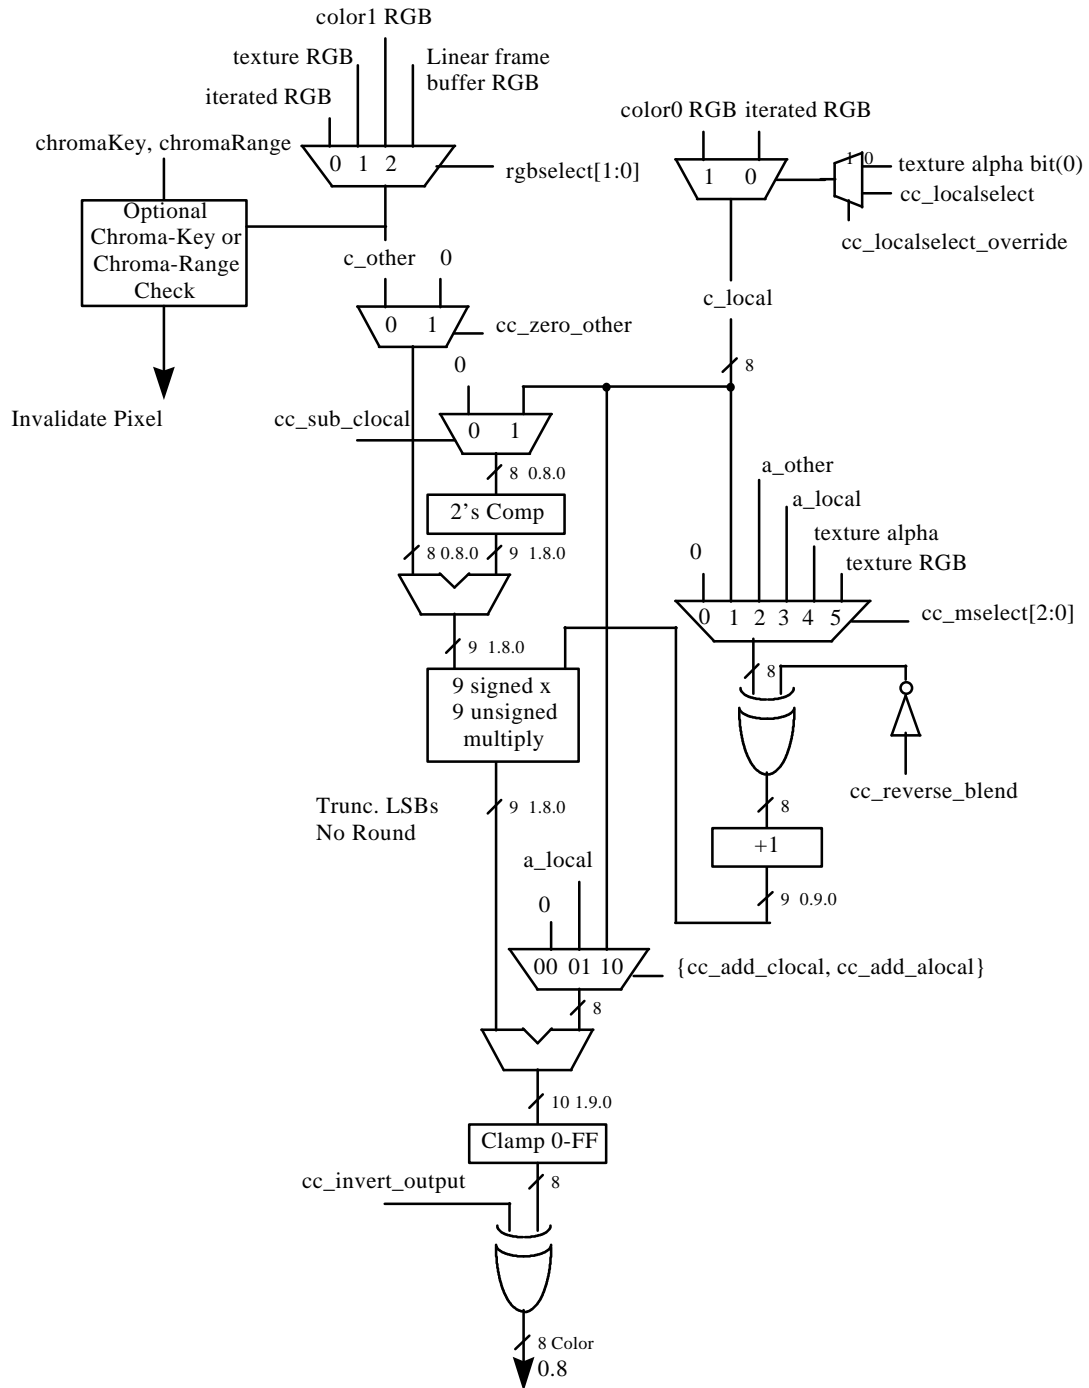 color1 RGB
texture RGB
Linear frame
buffer RGB
iterated RGB
color0 RGB iterated RGB
chromaKey, chromaRange
0 1 2
rgbselect[1:0]
1 0
1 0
texture alpha bit(0)
cc_localselect
cc_localselect_override
Optional
Chroma-Key or
Chroma-Range
Check
c_other 0
c_local
0 1
cc_zero_other
0
8
Invalidate Pixel
cc_sub_clocal
0 1
8 0.8.0
a_other
a_local
2's Comp
texture alpha
8 0.8.0
9 1.8.0
0
texture RGB
0 1 2 3 4 5
cc_mselect[2:0]
9 1.8.0
8
9 signed x
9 unsigned
multiply
cc_reverse_blend
Trunc. LSBs
No Round
9 1.8.0
8
+1
a_local
0
9 0.9.0
00 01 10
{cc_add_clocal, cc_add_alocal}
8
10 1.9.0
Clamp 0-FF
cc_invert_output
8
8 Color
0.8